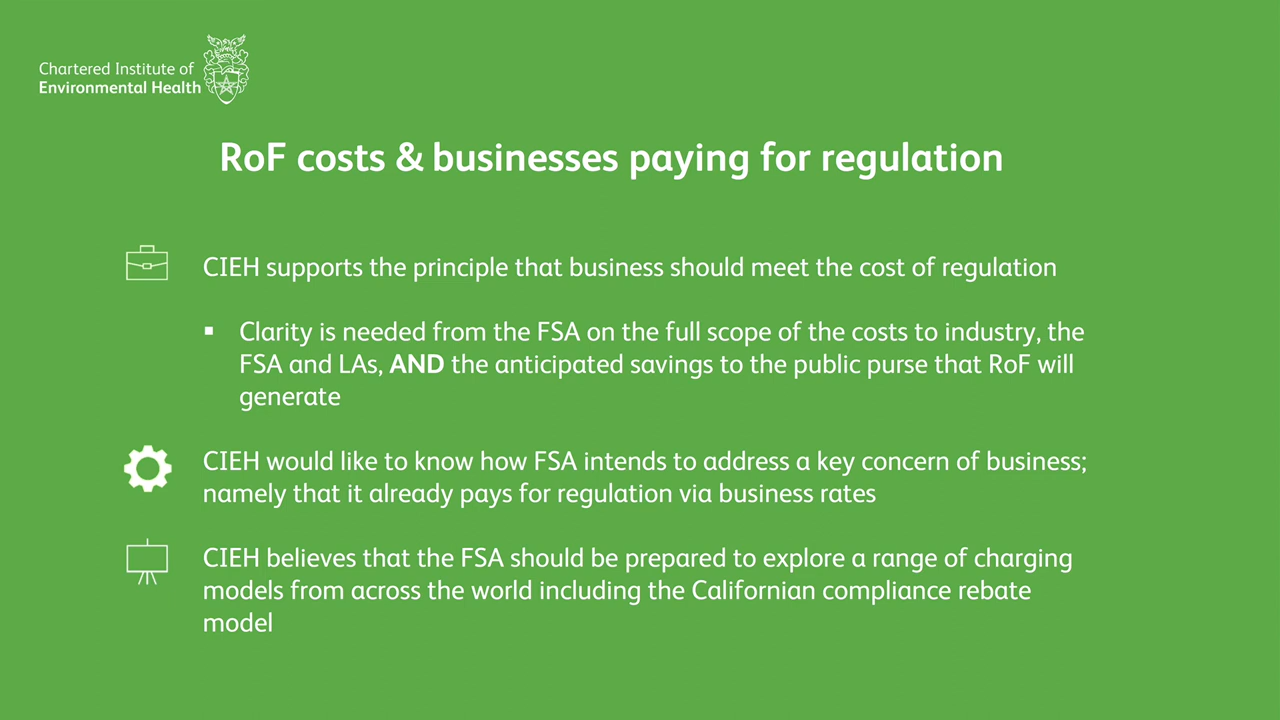 Chartered Institute of
Environmental Health
RoF costs & businesses paying for regulation
CIEH supports the principle that business should meet the cost of regulation
▪ Clarity is needed from the FSA on the full scope of the costs to industry, the
FSA and LAs, AND the anticipated savings to the public purse that RoF will
generate
CIEH would like to know how FSA intends to address a key concern of business;
namely that it already pays for regulation via business rates
CIEH believes that the FSA should be prepared to explore a range of charging
models from across the world including the Californian compliance rebate
model